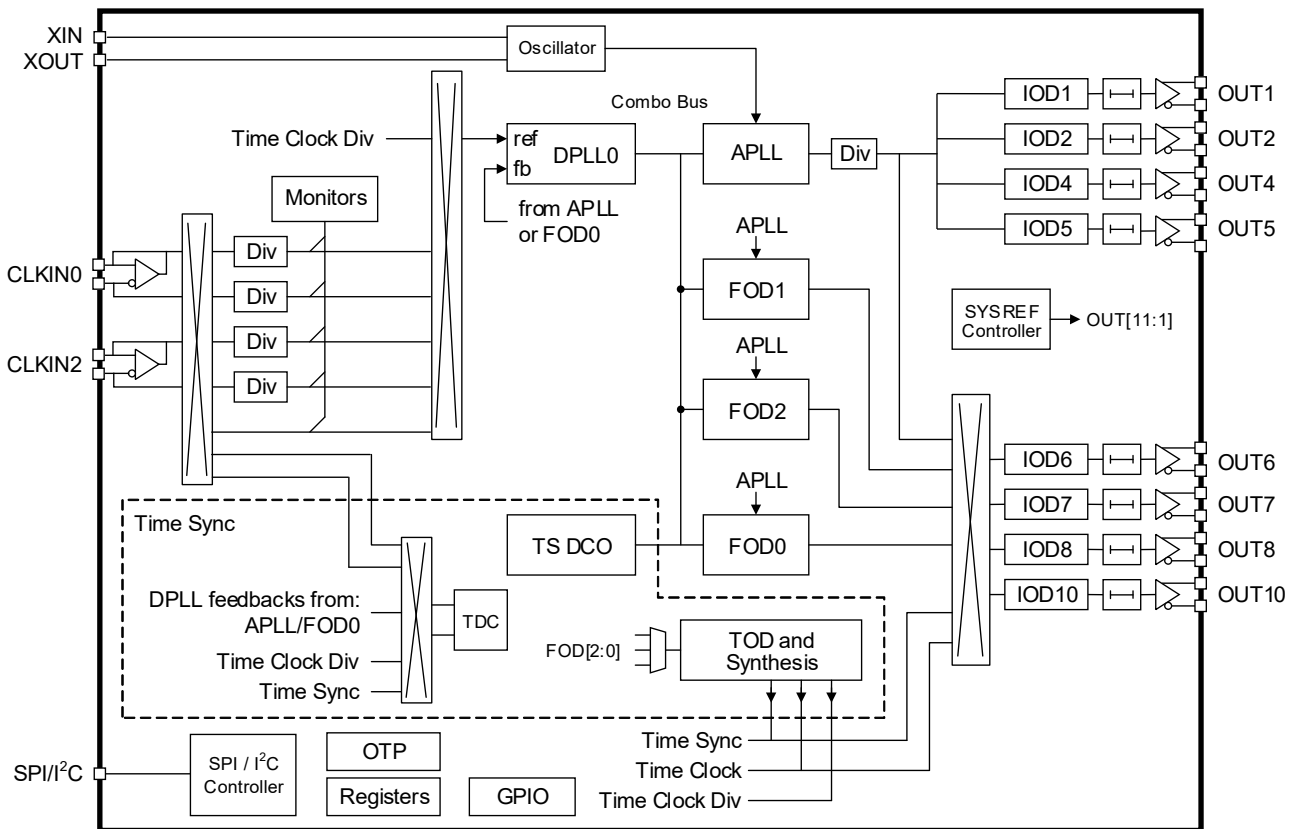 XIN
XOUT
Oscillator
Combo Bus
Time Clock Div
ref
fb
DPLL0
APLL
Div
IOD1
OUT1
IOD2
OUT2
IOD4
OUT4
IOD5
OUT5
Monitors
from APLL
or FOD0
CLKIN0
Div
Div
Div
Div
CLKIN2
APLL
FOD1
APLL
FOD2
APLL
FOD0
SYSREF
Controller
OUT[11:1]
IOD6
OUT6
IOD7
OUT7
IOD8
OUT8
IOD10
OUT10
Time Sync
TS DCO
DPLL feedbacks from:
APLL/FOD0
Time Clock Div
Time Sync
TDC
FOD[2:0]
TOD and
Synthesis
Time Sync
Time Clock
Time Clock Div
SPI/I²C
SPI / I²C
Controller
OTP
Registers
GPIO